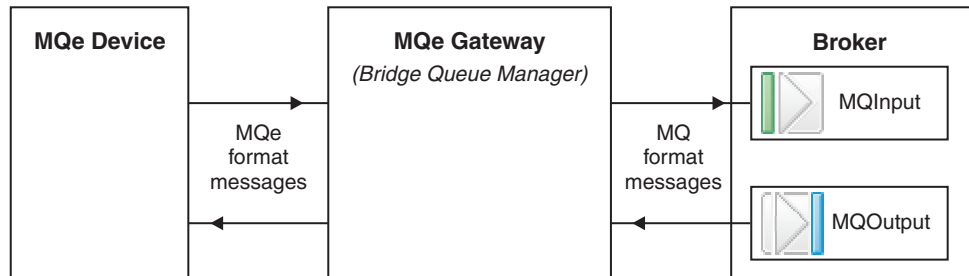 MQe Device
MQe Gateway
(Bridge Queue Manager)
Broker
MQInput
MQe
format
messages
MQ
format
messages
MQOutput